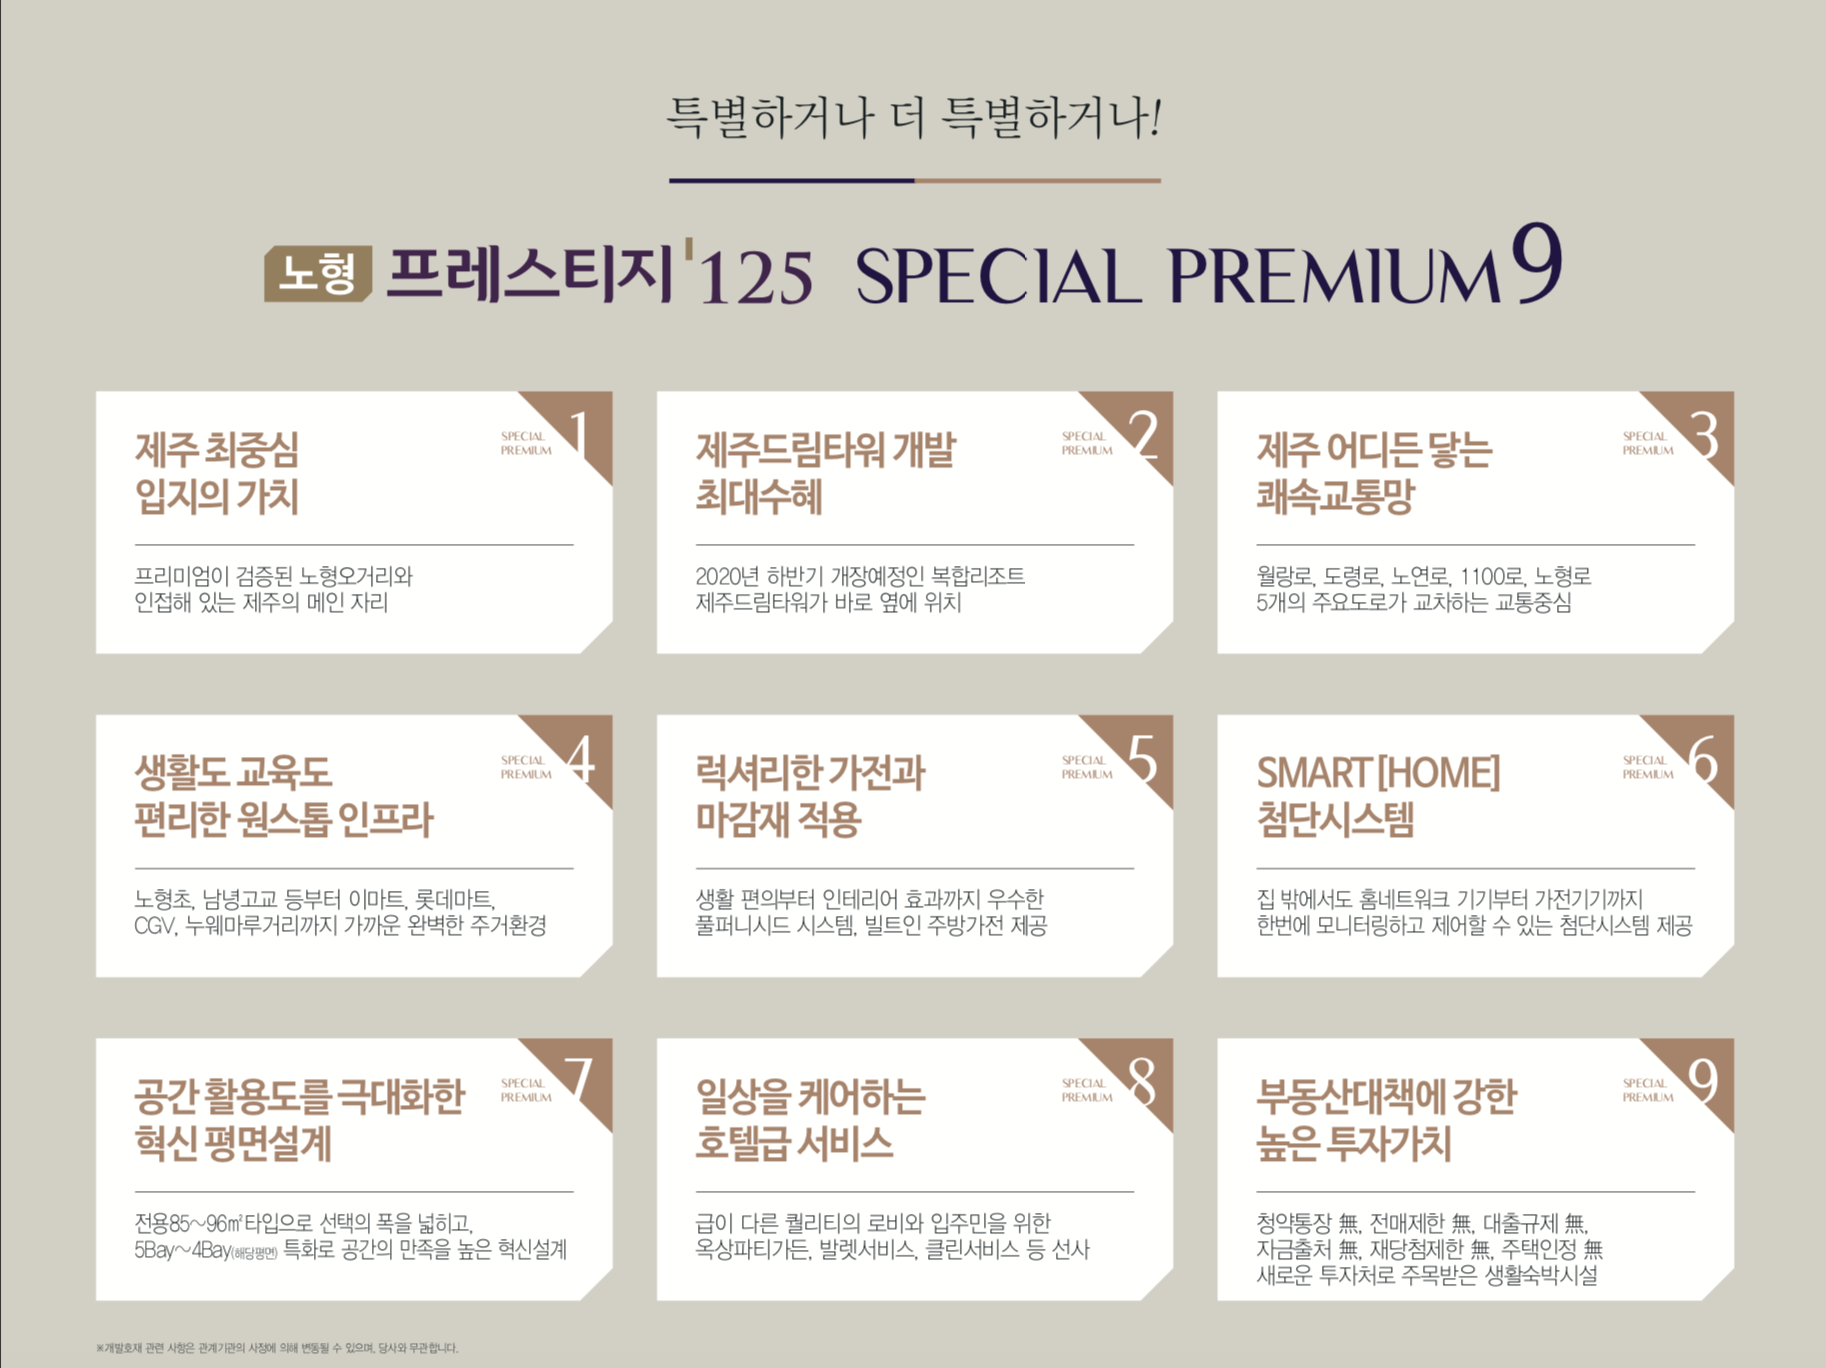 특별하거나 더 특별하거나!
노형 프레스티지'125 SPECIAL PREMIUM 9
제주 최중심
입지의 가치
SPECIAL
PREMIUM
1
프리미엄이 검증된 노형오거리와
인접해 있는 제주의 메인 자리
제주드림타워 개발
최대수혜
SPECIAL
PREMIUM
2
2020년 하반기 개장예정인 복합리조트
제주드림타워가 바로 옆에 위치
제주 어디든 닿는
쾌속교통망
SPECIAL
PREMIUM
3
월랑로, 도령로, 노연로, 1100로, 노형로
5개의 주요도로가 교차하는 교통중심
생활도 교육도
편리한 원스톱 인프라
SPECIAL
PREMIUM
4
노형초, 남녕고교 등부터 이마트, 롯데마트,
CGV, 누웨마루거리까지 가까운 완벽한 주거환경
럭셔리한 가전과
마감재 적용
SPECIAL
PREMIUM
5
생활 편의부터 인테리어 효과까지 우수한
풀퍼니시드 시스템, 빌트인 주방가전 제공
SMART [HOME]
첨단시스템
SPECIAL
PREMIUM
6
집 밖에서도 홈네트워크 기기부터 가전기기까지
한번에 모니터링하고 제어할 수 있는 첨단시스템 제공
공간 활용도를 극대화한
혁신 평면설계
SPECIAL
PREMIUM
7
전용85~96㎡타입으로 선택의 폭을 넓히고,
5Bay~4Bay(해당평면) 특화로 공간의 만족을 높은 혁신설계
일상을 케어하는
호텔급 서비스
SPECIAL
PREMIUM
8
급이 다른 퀄리티의 로비와 입주민을 위한
옥상파티가든, 발렛서비스, 클린서비스 등 선사
부동산대책에 강한
높은 투자가치
SPECIAL
PREMIUM
9
청약통장 無, 전매제한 無, 대출규제 無,
자금출처 無, 재당첨제한 無, 주택인정 無
새로운 투자처로 주목받은 생활숙박시설
※개발호재 관련 사항은 관계기관의 사정에 의해 변동될 수 있으며, 당사와 무관합니다.